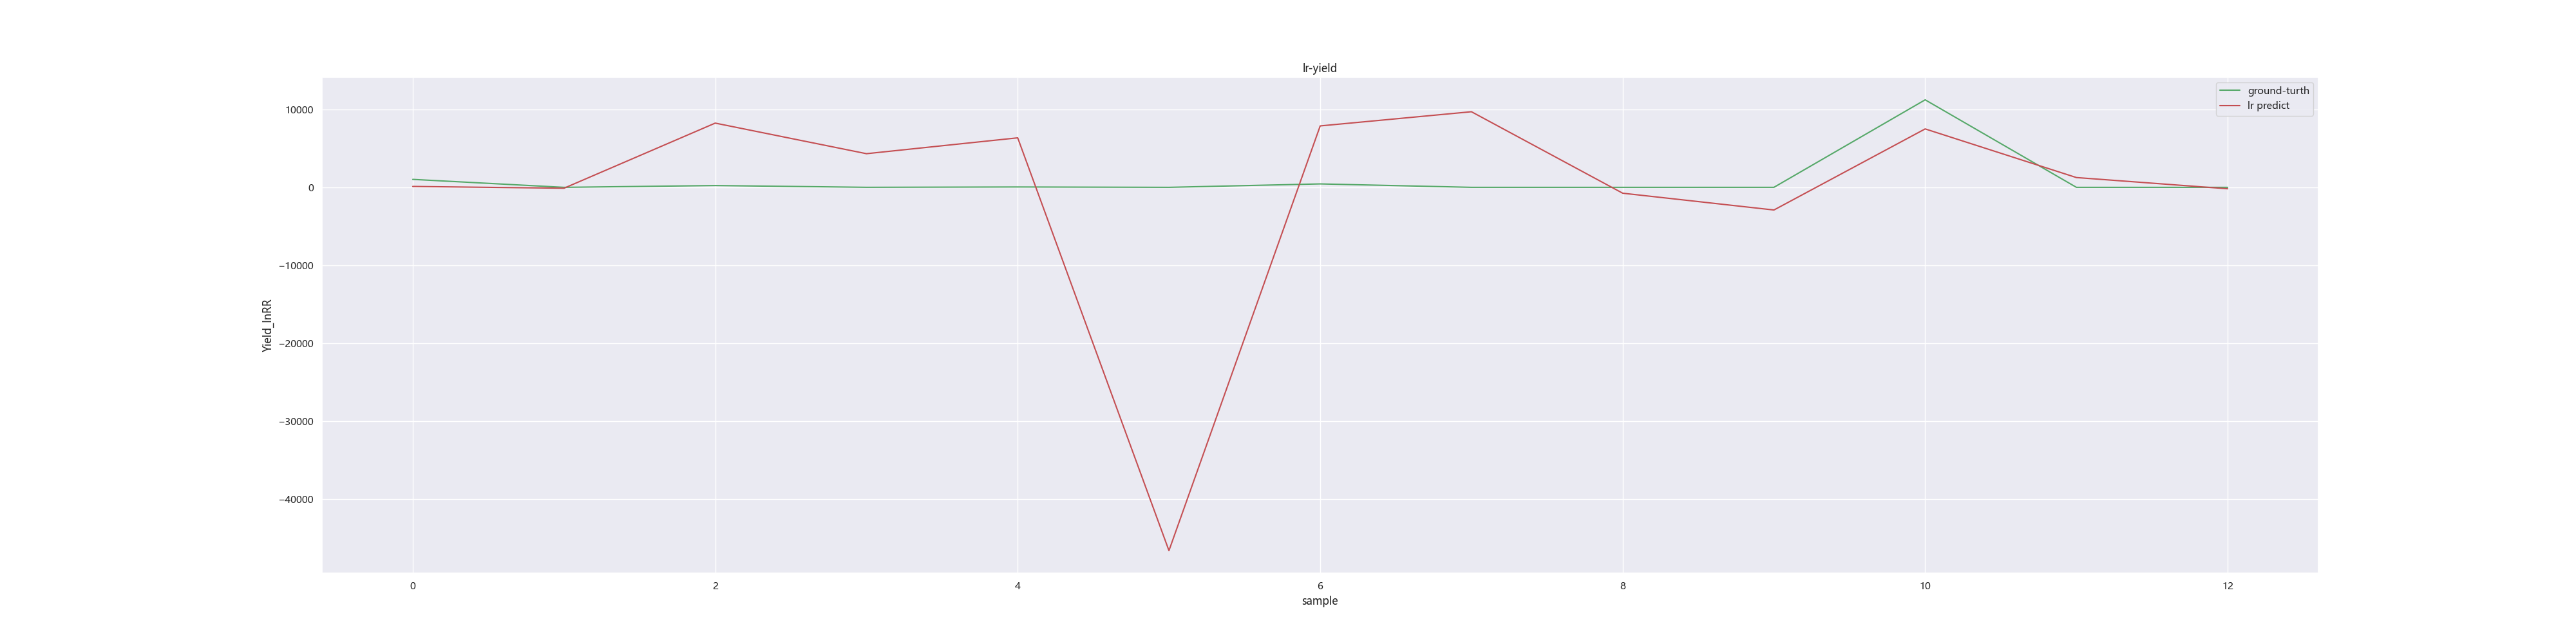 lr-yield
ground-turth
lr predict
10000
0
−10000
−20000
−30000
−40000
Yield_lnRR
0 2 4 6 8 10 12
sample